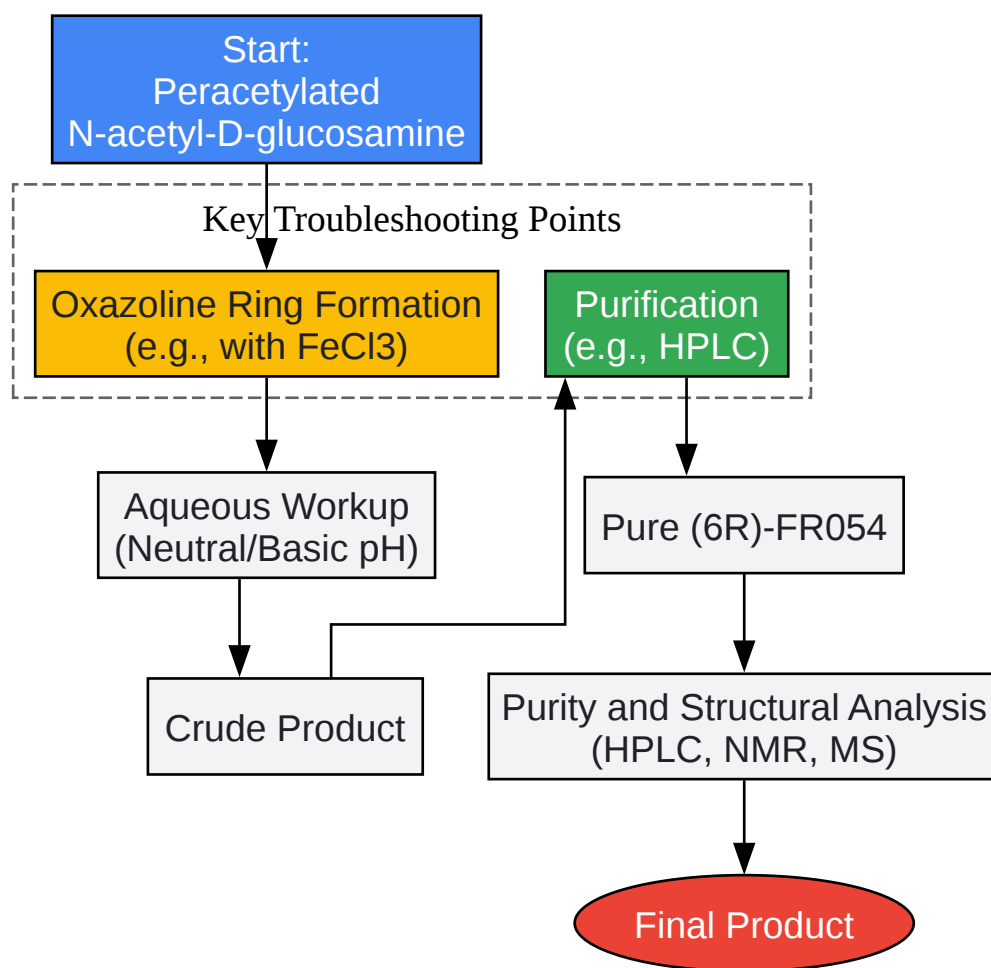 Start:
Peracetylated
N-acetyl-D-glucosamine
Key Troubleshooting Points
Oxazoline Ring Formation
(e.g., with FeCl3)
Purification
(e.g., HPLC)
Aqueous Workup
(Neutral/Basic pH)
Pure (6R)-FR054
Crude Product
Purity and Structural Analysis
(HPLC, NMR, MS)
Final Product